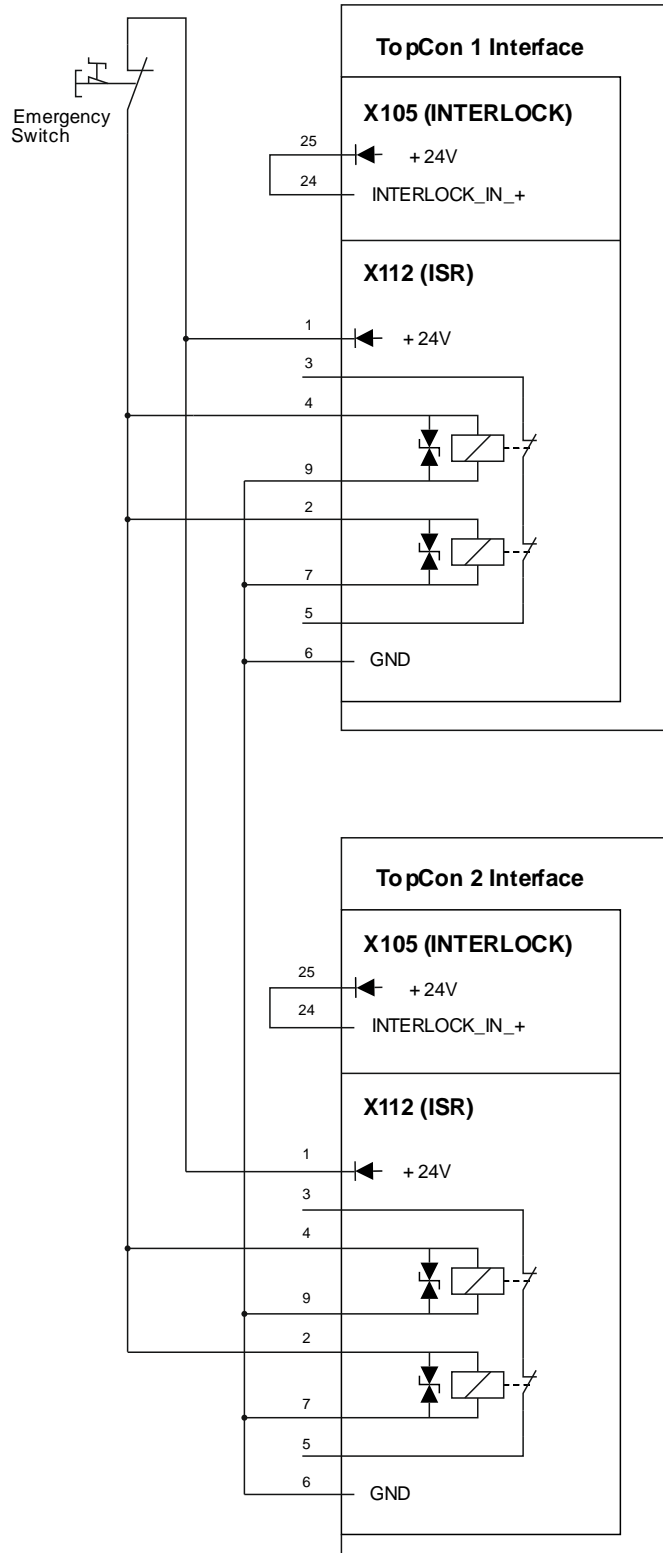 TopCon 1 Interface
X105 (INTERLOCK)
Emergency
Switch
25
+24V
24
INTERLOCK_IN_+
X112 (ISR)
1
+24V
3
4
9
2
7
5
6
GND
TopCon 2 Interface
X105 (INTERLOCK)
25
+24V
24
INTERLOCK_IN_+
X112 (ISR)
1
+24V
3
4
9
2
7
5
6
GND